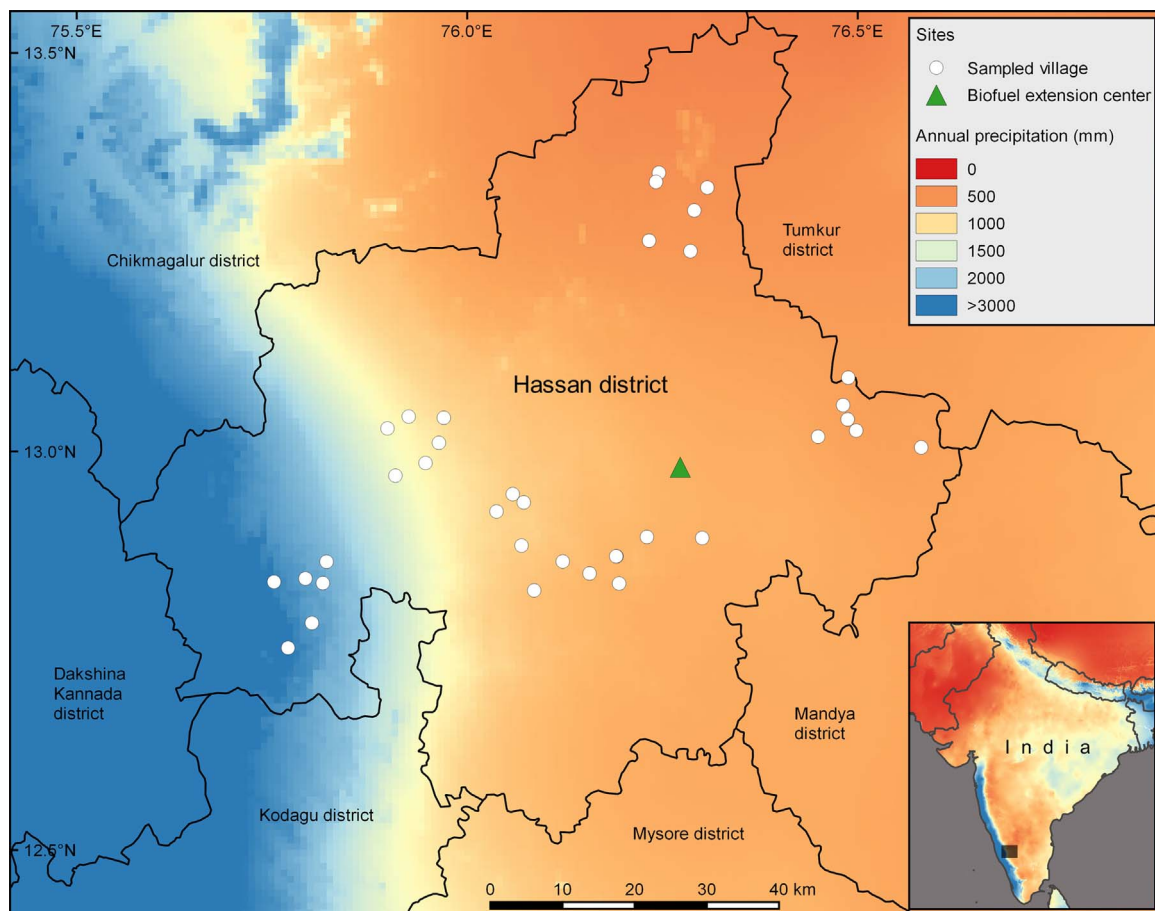 75.5°E
76.0°E
76.5°E
13.5°N
Sites
Sampled village
Biofuel extension center
Annual precipitation (mm)
0
500
1000
1500
2000
>3000
Tumkur
district
Chikmagalur district
Hassan district
13.0°N
Dakshina
Kannada
district
Mandya
district
India
Kodagu district
Mysore district
12.5°N
0 10 20 30 40 km